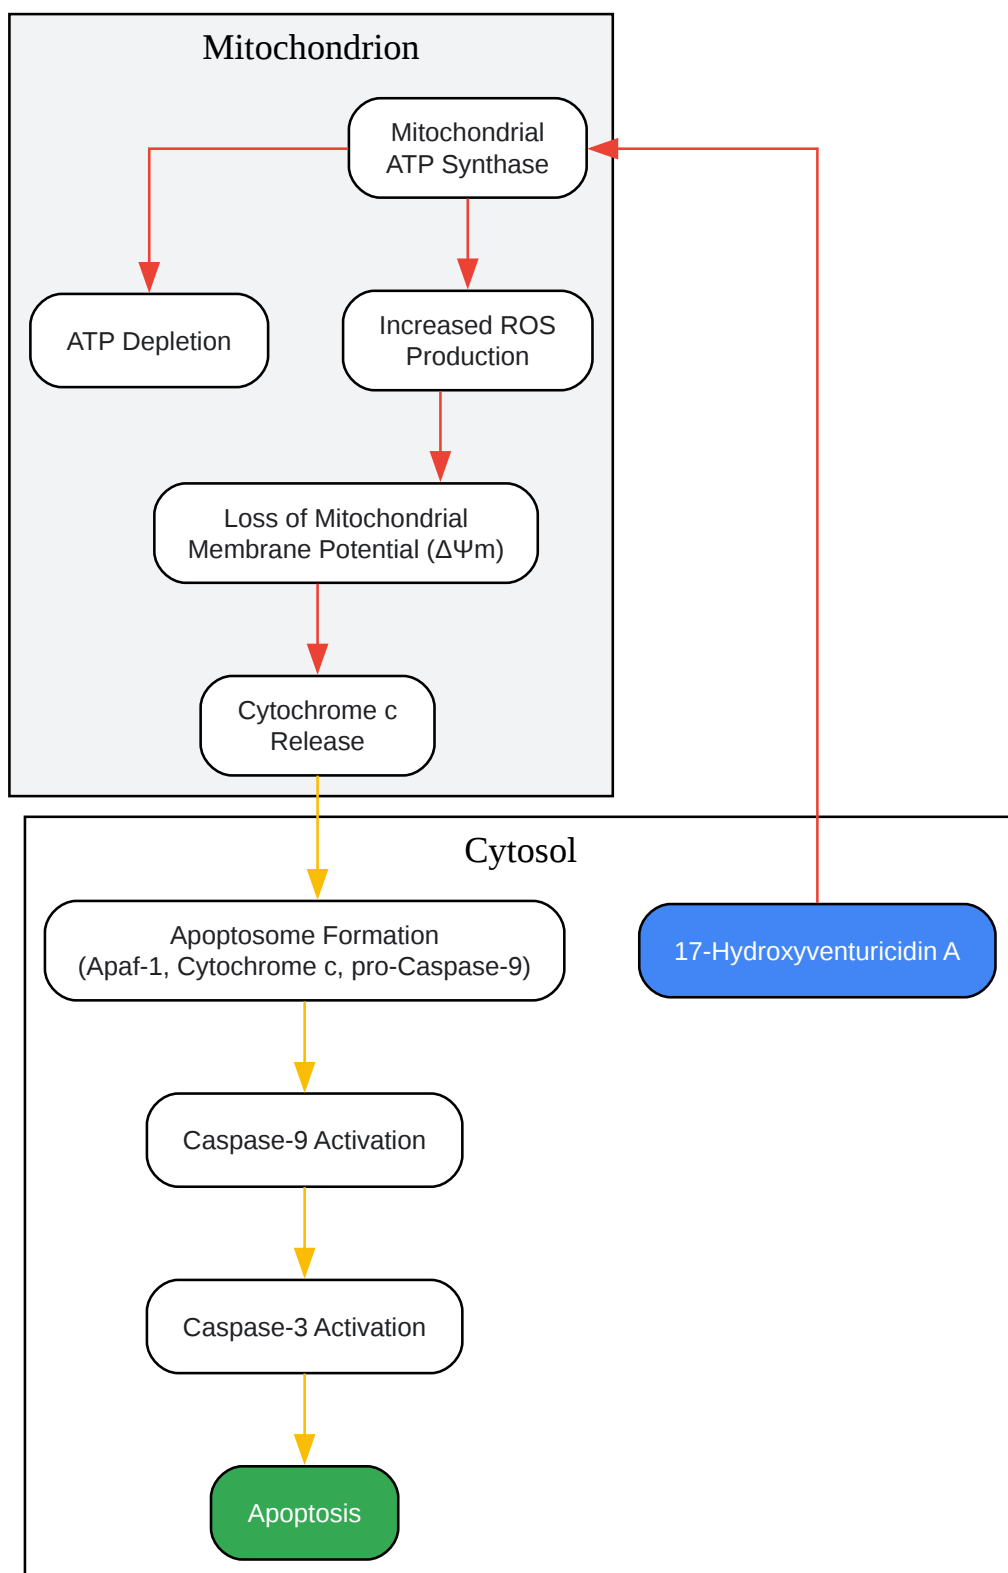 Mitochondrion
Mitochondrial
ATP Synthase
ATP Depletion
Increased ROS
Production
Loss of Mitochondrial
Membrane Potential (ΔΨm)
Cytochrome c
Release
Cytosol
Apoptosome Formation
(Apaf-1, Cytochrome c, pro-Caspase-9)
17-Hydroxyventuricidin A
Caspase-9 Activation
Caspase-3 Activation
Apoptosis